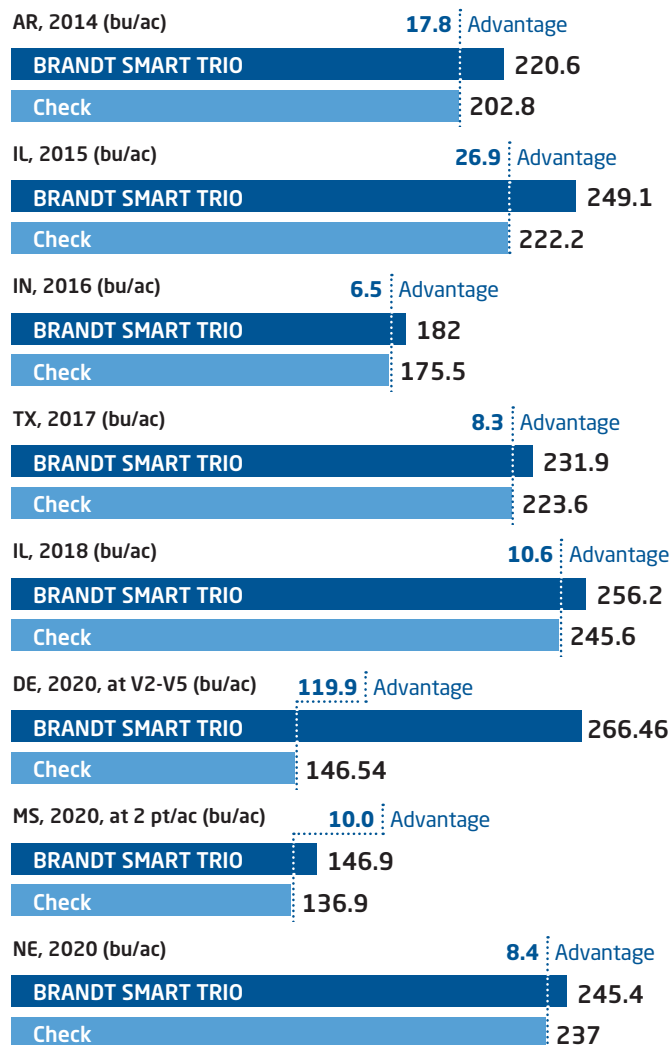 AR, 2014 (bu/ac) 17.8 Advantage
BRANDT SMART TRIO 220.6
Check 202.8
IL, 2015 (bu/ac) 26.9 Advantage
BRANDT SMART TRIO 249.1
Check 222.2
IN, 2016 (bu/ac) 6.5 Advantage
BRANDT SMART TRIO 182
Check 175.5
TX, 2017 (bu/ac) 8.3 Advantage
BRANDT SMART TRIO 231.9
Check 223.6
IL, 2018 (bu/ac) 10.6 Advantage
BRANDT SMART TRIO 256.2
Check 245.6
DE, 2020, at V2-V5 (bu/ac) 119.9 Advantage
BRANDT SMART TRIO 266.46
Check 146.54
MS, 2020, at 2 pt/ac (bu/ac) 10.0 Advantage
BRANDT SMART TRIO 146.9
Check 136.9
NE, 2020 (bu/ac) 8.4 Advantage
BRANDT SMART TRIO 245.4
Check 237